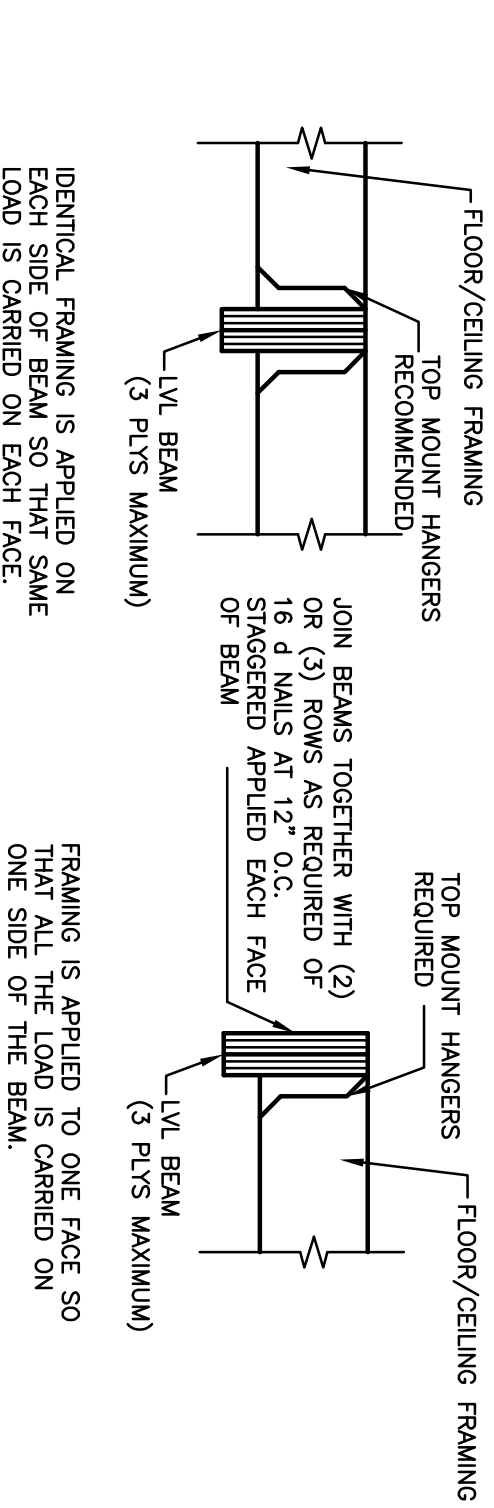 FLOOR/CEILING FRAMING
TOP MOUNT HANGERS
RECOMMENDED
LVL BEAM
(3 PLYS MAXIMUM)
IDENTICAL FRAMING IS APPLIED ON
EACH SIDE OF BEAM SO THAT SAME
LOAD IS CARRIED ON EACH FACE.
JOIN BEAMS TOGETHER WITH (2)
OR (3) ROWS AS REQUIRED OF
16 d NAILS AT 12" O.C.
STAGGERED APPLIED EACH FACE
OF BEAM
FLOOR/CEILING FRAMING
TOP MOUNT HANGERS
REQUIRED
LVL BEAM
(3 PLYS MAXIMUM)
FRAMING IS APPLIED TO ONE FACE SO
THAT ALL THE LOAD IS CARRIED ON
ONE SIDE OF THE BEAM.